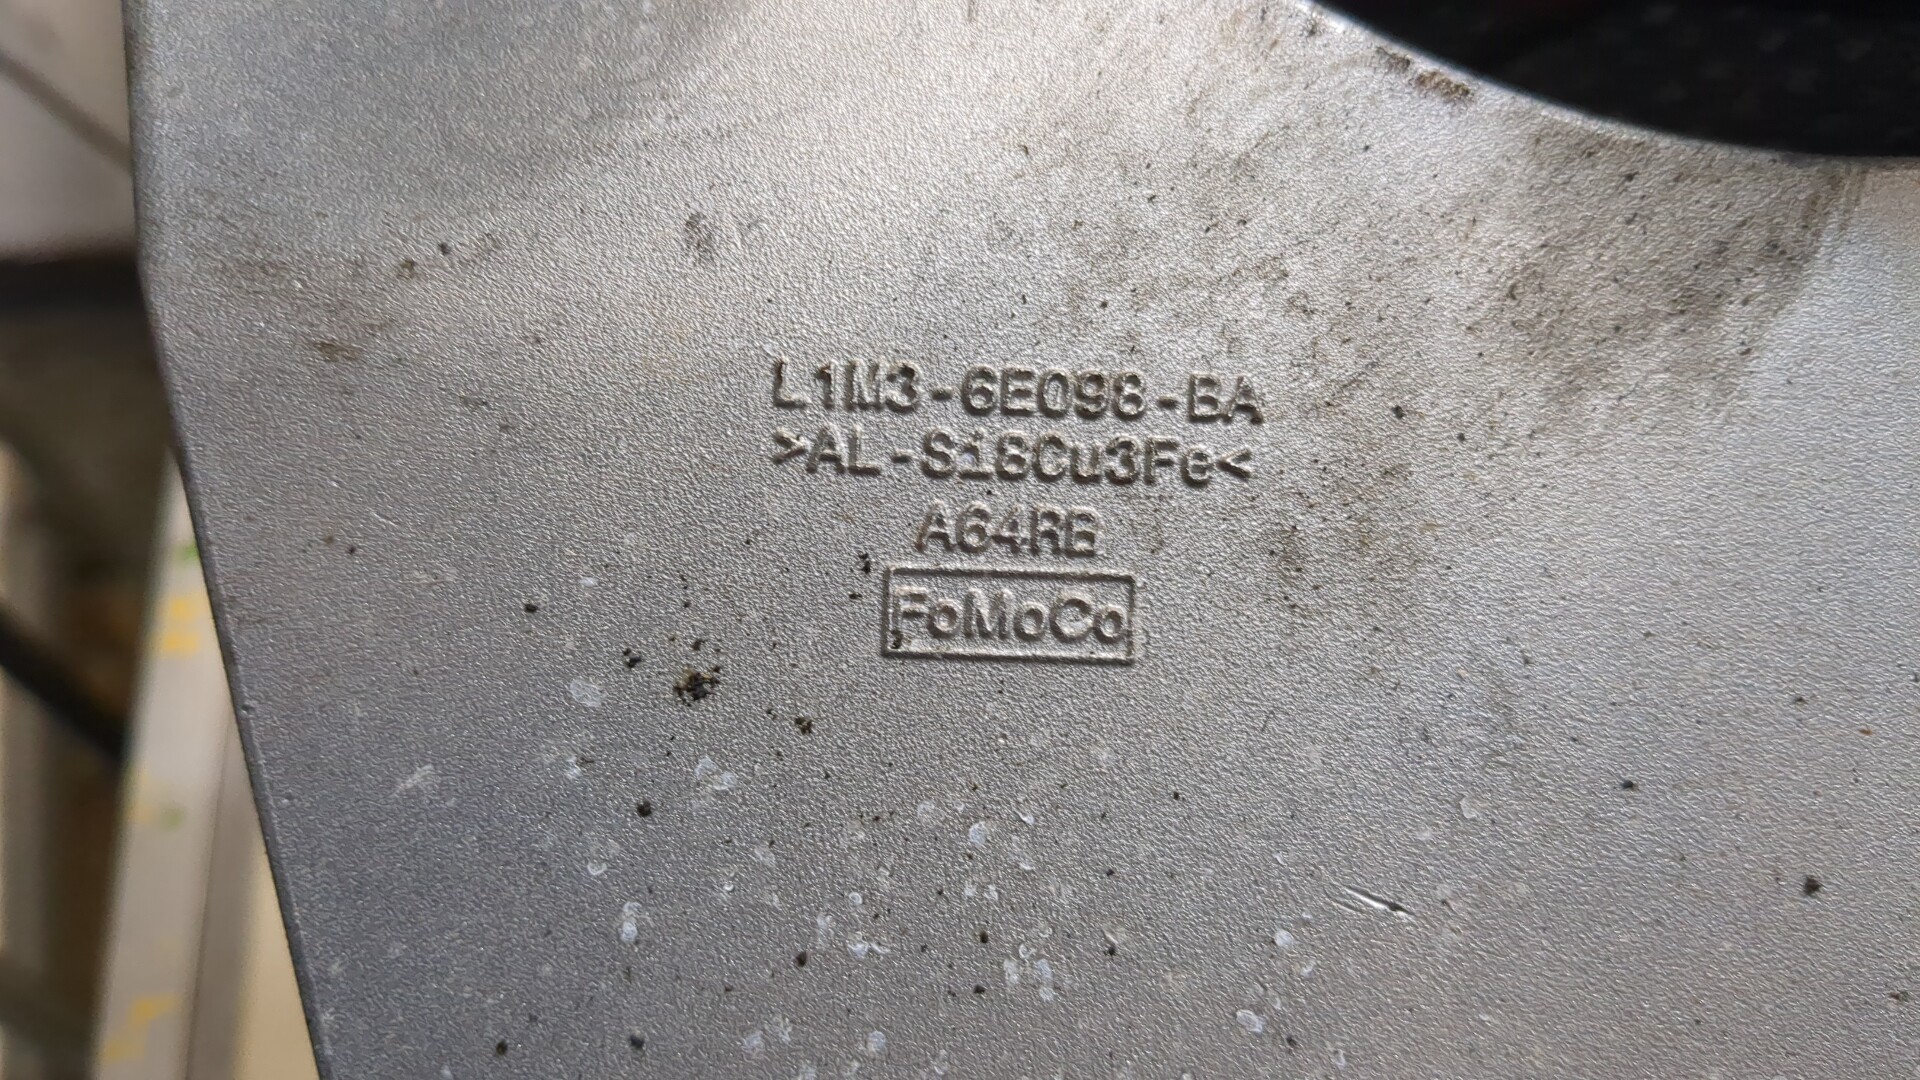 L1M3-6E098-BA
>AL-Si8Cu3Fe<
A64RB
FoMoCo